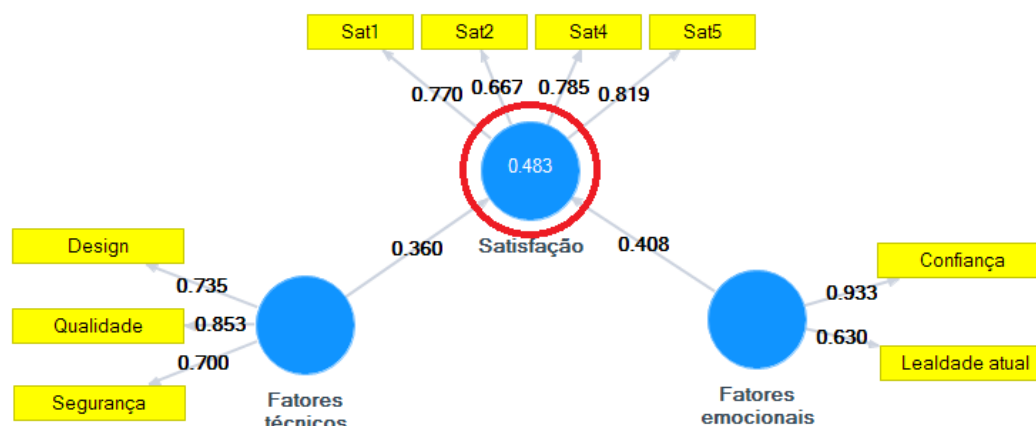 Sat1
Sat2
Sat4
Sat5
0.770
0.667
0.785
0.819
0.483
Satisfação
0.360
0.408
Design
Qualidade
Segurança
0.735
0.853
0.700
Fatores
técnicos
Confiança
Lealdade atual
0.933
0.630
Fatores
emocionais